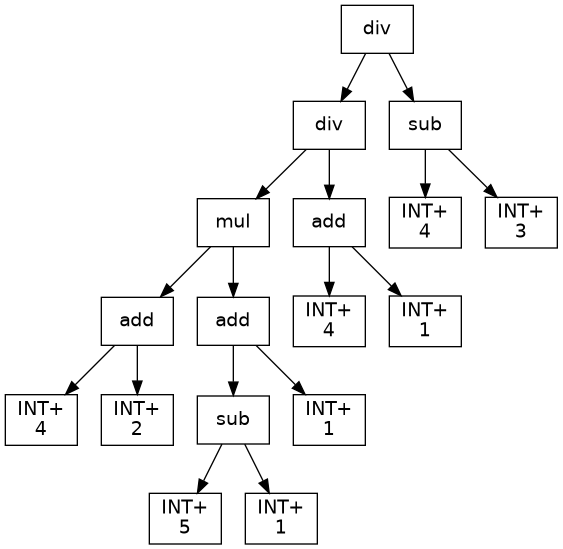 div
div
sub
mul
add
INT+
4
INT+
3
add
add
INT+
4
INT+
1
INT+
4
INT+
2
sub
INT+
1
INT+
5
INT+
1